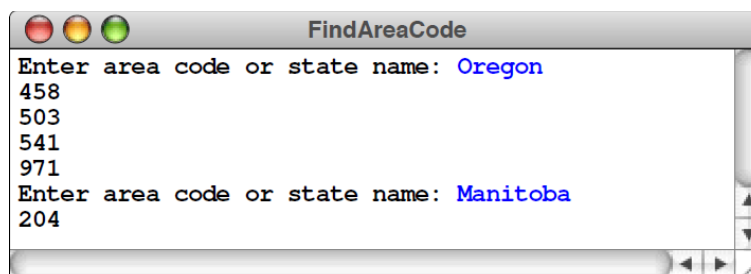 FindAreaCode
Enter area code or state name: Oregon
458
503
541
971
Enter area code or state name: Manitoba
204